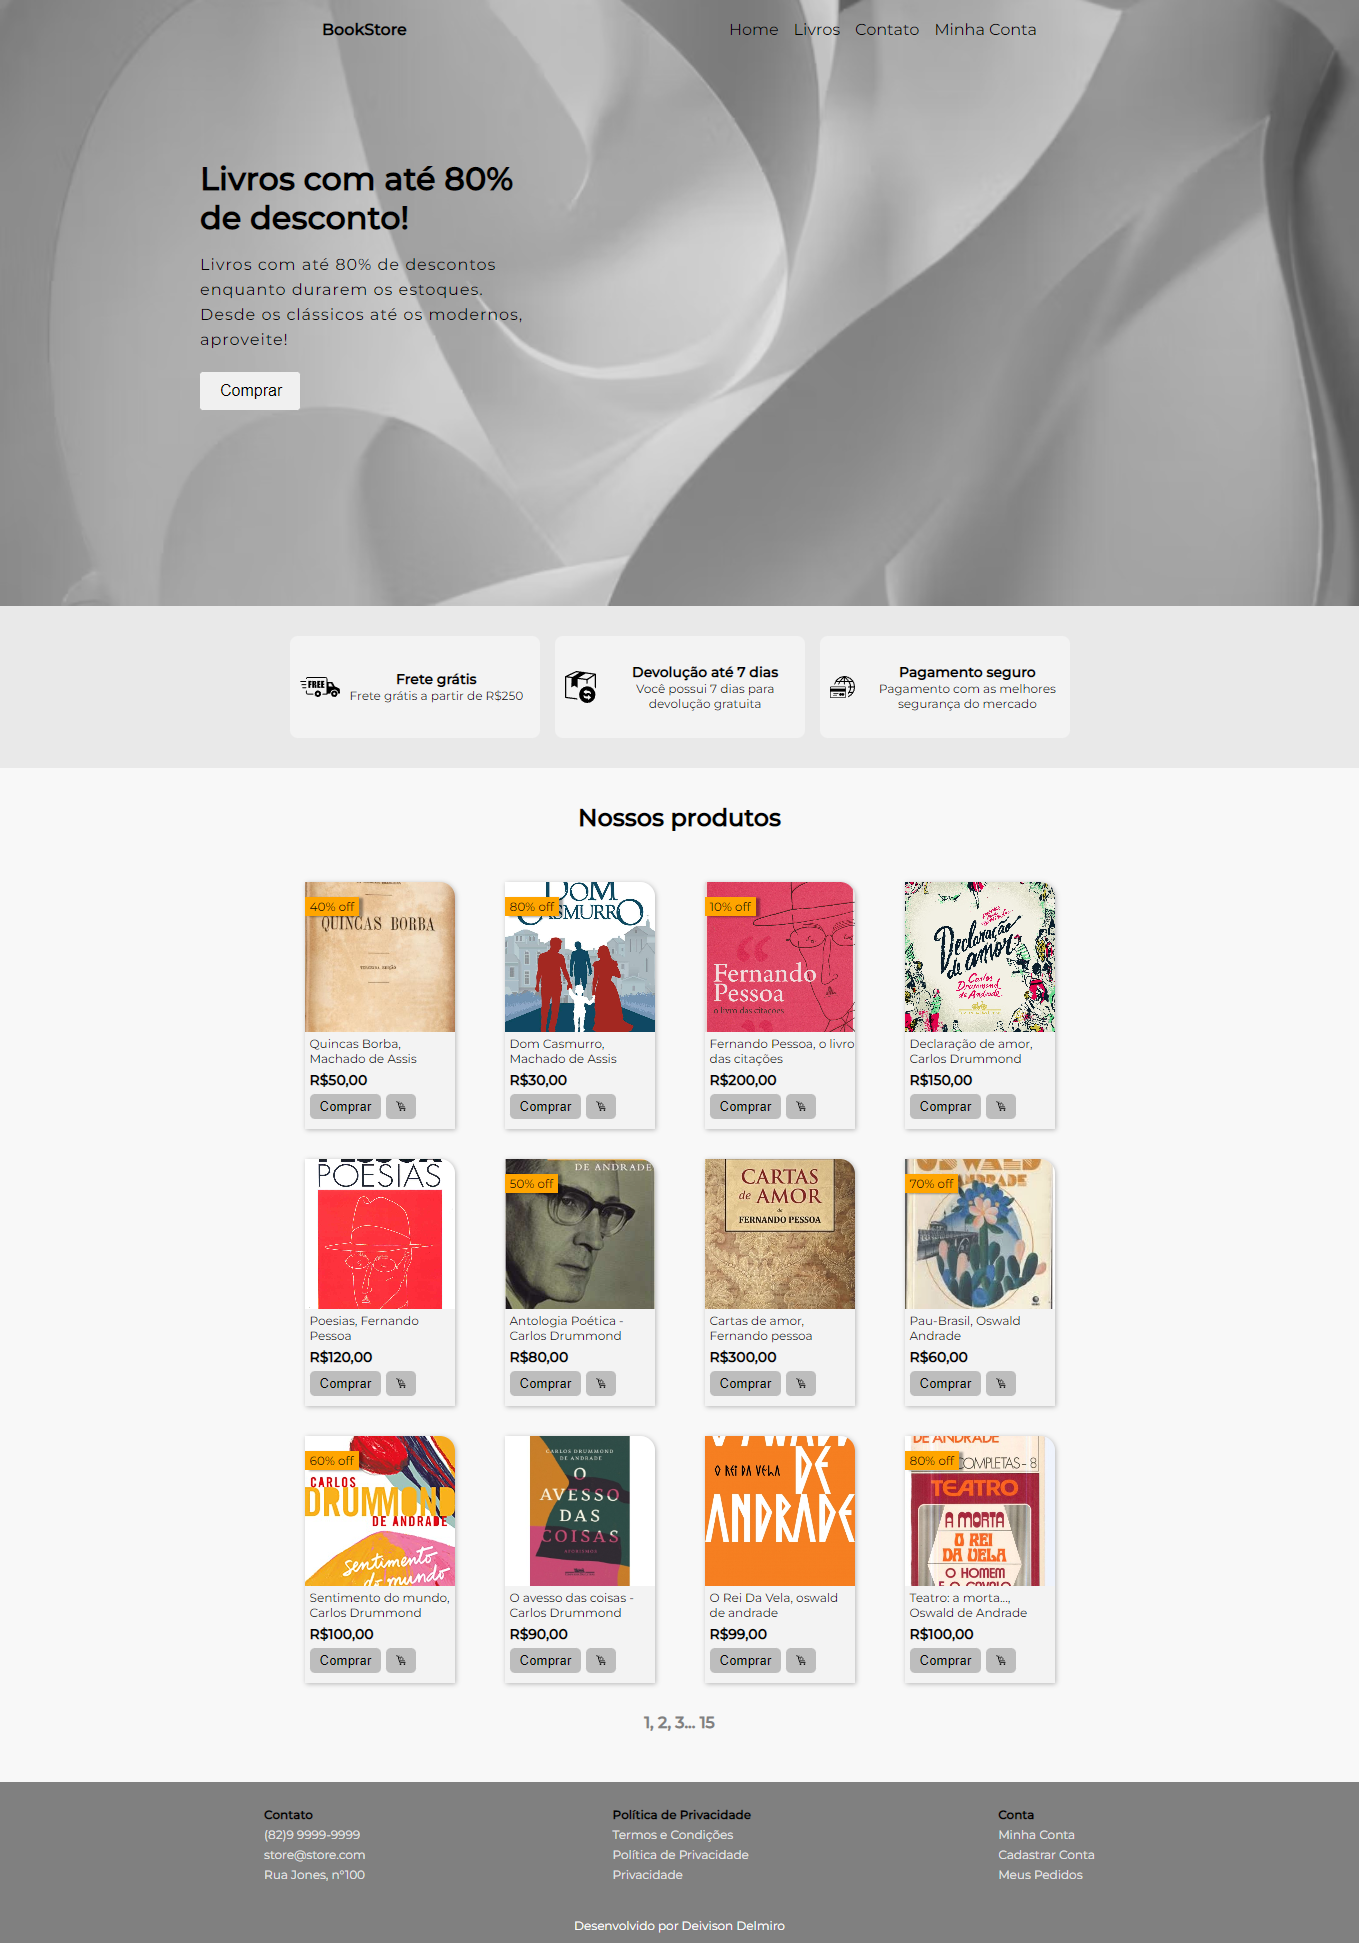 BookStore
Home Livros Contato Minha Conta
Livros com até 80%
de desconto!
Livros com até 80% de descontos
enquanto durarem os estoques.
Desde os clássicos até os modernos,
aproveite!
Comprar
FREE
Frete grátis
Frete grátis a partir de R$250
Devolução até 7 dias
Você possui 7 dias para
devolução gratuita
Pagamento seguro
Pagamento com as melhores
segurança do mercado
Nossos produtos
40% off
QUINCAS BORBA
TERCEIRA EDIÇÃO
Quincas Borba,
Machado de Assis
R$50,00
Comprar
DOM
80% off
CASMURRO
Dom Casmurro,
Machado de Assis
R$30,00
Comprar
10% off
Fernando
Pessoa
o livro das citações
Fernando Pessoa, o livro
das citações
R$200,00
Comprar
Declaração
de amor
Carlos
Drummond
de Andrade
Declaração de amor,
Carlos Drummond
R$150,00
Comprar
PESSOA
POESIAS
Poesias, Fernando
Pessoa
R$120,00
Comprar
DE ANDRADE
50% off
Antologia Poética -
Carlos Drummond
R$80,00
Comprar
CARTAS
de AMOR
de
FERNANDO PESSOA
Cartas de amor,
Fernando pessoa
R$300,00
Comprar
OSWALD
ANDRADE
70% off
Pau-Brasil, Oswald
Andrade
R$60,00
Comprar
60% off
CARLOS
DRUMMOND
DE ANDRADE
sentimento
do mundo
Sentimento do mundo,
Carlos Drummond
R$100,00
Comprar
CARLOS DRUMMOND
DE ANDRADE
O
AVESSO
DAS
COISAS
AFORISMOS
O avesso das coisas -
Carlos Drummond
R$90,00
Comprar
OSWALD
O REI DA VELA DE
ANDRADE
O Rei Da Vela, oswald
de andrade
R$99,00
Comprar
DE ANDRADE
80% off
COMPLETAS-8
TEATRO
A MORTA
O REI
DA VELA
O HOMEM
E O CAVALO
Teatro: a morta...,
Oswald de Andrade
R$100,00
Comprar
1, 2, 3... 15
Contato
(82)9 9999-9999
store@store.com
Rua Jones, n°100
Política de Privacidade
Termos e Condições
Política de Privacidade
Privacidade
Conta
Minha Conta
Cadastrar Conta
Meus Pedidos
Desenvolvido por Deivison Delmiro